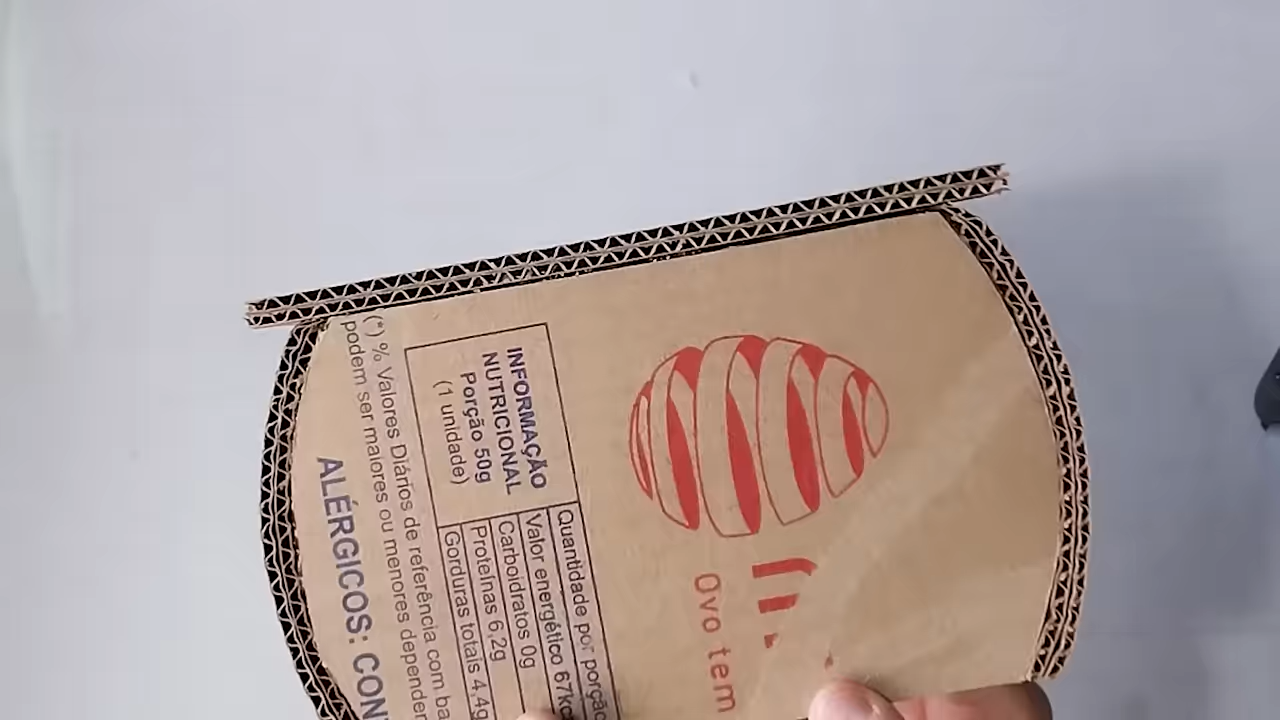 Ovo tem
INFORMAÇÃO
NUTRICIONAL
Porção 50g
(1 unidade)
Quantidade por porção
Valor energético 67kc
Carboidratos 0g
Proteínas 6,2g
Gorduras totais 4,4g
(*) % Valores Diários de referência com ba
podem ser maiores ou menores depender
ALÉRGICOS: CON